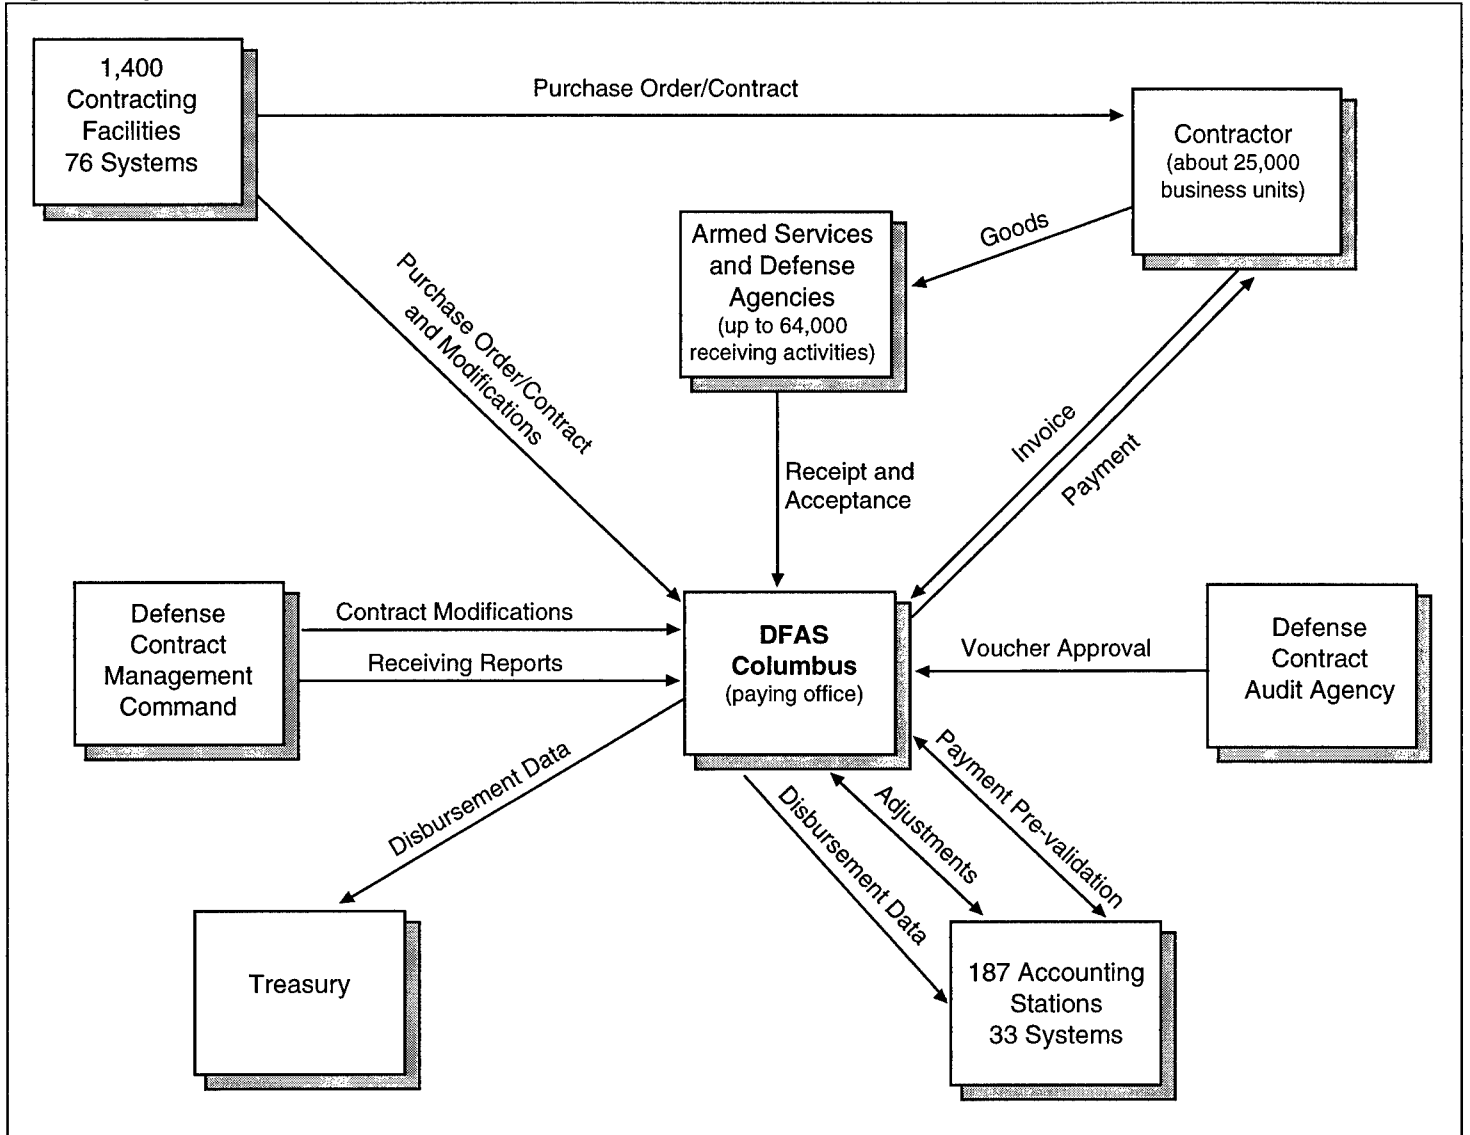 1,400
Contracting
Facilities
76 Systems
Purchase Order/Contract
Contractor
(about 25,000
business units)
Armed Services
and Defense
Agencies
(up to 64,000
receiving activities)
Goods
Purchase Order/Contract
and Modifications
Receipt and
Acceptance
Invoice
Payment
Defense
Contract
Management
Command
Contract Modifications
Receiving Reports
DFAS
Columbus
(paying office)
Voucher Approval
Defense
Contract
Audit Agency
Disbursement Data
Disbursement Data
Adjustments
Payment Pre-validation
Treasury
187 Accounting
Stations
33 Systems